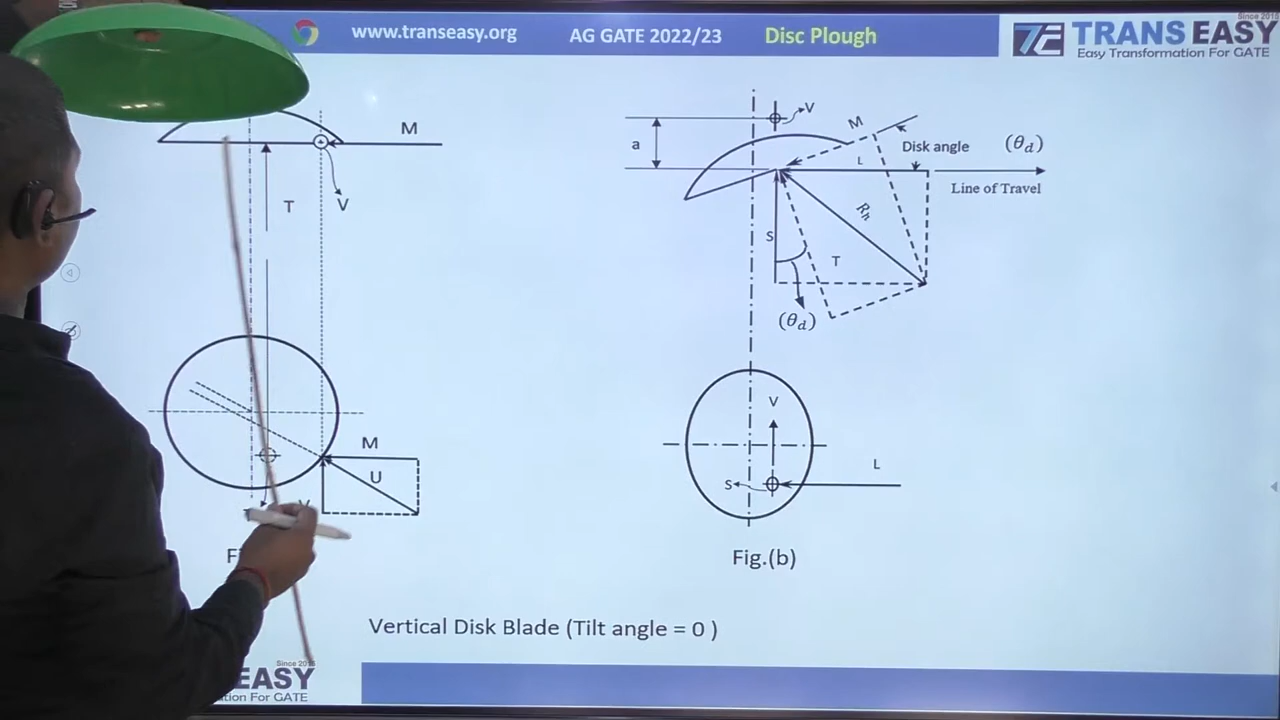 www.transeasy.org
AG GATE 2022/23
Disc Plough
Since 2015
TRANS EASY
Easy Transformation For GATE
M
T
V
M
U
V
a
M
Disk angle
(θd)
L
Line of Travel
S
Rh
T
(θd)
V
S
L
Fig.(b)
Vertical Disk Blade (Tilt angle = 0 )
Since 2015
EASY
tion For GATE